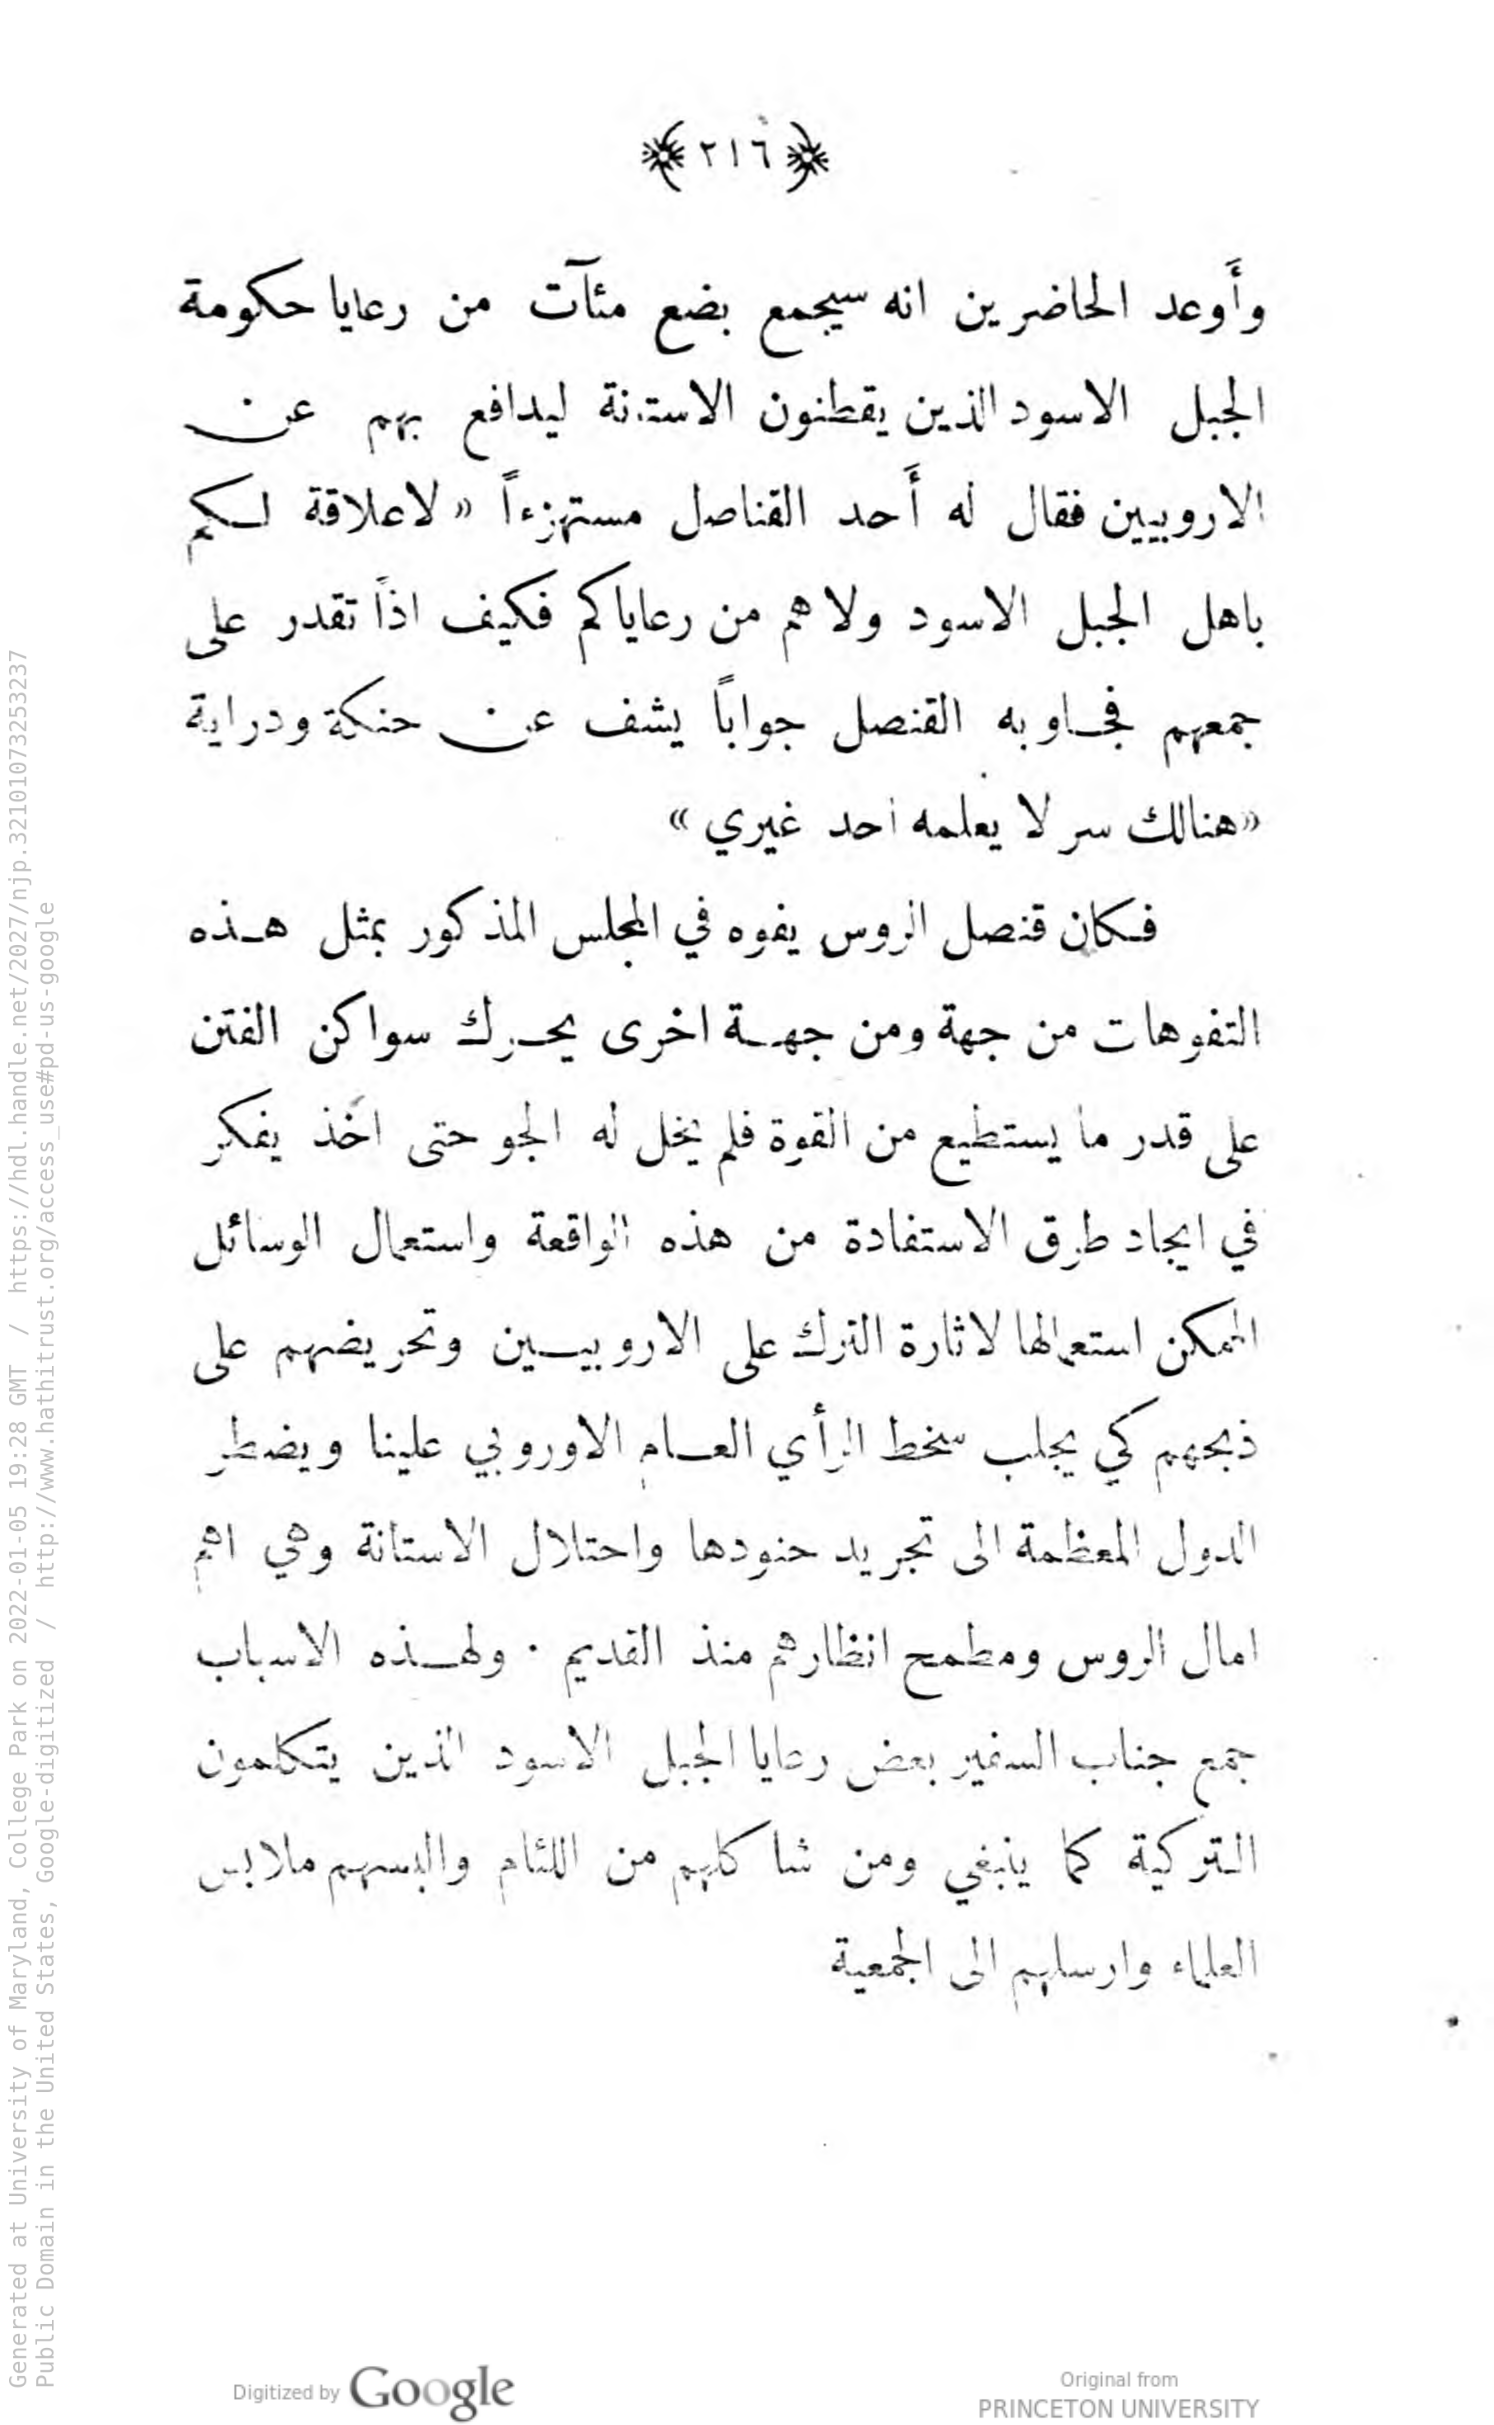 ﴿ ٢١٦ ﴾
وأَوعد الحاضرين انه سيجمع بضع مئآت من رعايا حكومة
الجبل الاسود الذين يقطنون الاستانة ليدافع بهم عن
الاروبيين فقال له أَحد القناصل مستهزءاً « لاعلاقة لكم
باهل الجبل الاسود ولا هم من رعاياكم فكيف اذاً تقدر على
جمعهم فجاوبه القنصل جواباً يشف عن حنكة ودراية
«هنالك سر لا يعلمه احد غيري »
فكان قنصل الروس يفوه في المجلس المذكور بمثل هذه
التفوهات من جهة ومن جهة اخرى يحرك سواكن الفتن
على قدر ما يستطيع من القوة فلم يخل له الجو حتى اخذ يفكر
في ايجاد طرق الاستفادة من هذه الواقعة واستعمال الوسائل
الممكن استعمالها لاثارة الترك على الاروبيين وتحريضهم على
ذبحهم كي يجلب سخط الرأي العام الاوروبي علينا ويضطر
الدول المعظمة الى تجريد جنودها واحتلال الاستانة وهي اهم
امال الروس ومطمح انظارهم منذ القديم · ولهذه الاسباب
جمع جناب السفير بعض رعايا الجبل الاسود الذين يتكلمون
التركية كما ينبغي ومن شاكلهم من اللئام والبسهم ملابس
العلماء وارسلهم الى الجمعية
Generated at University of Maryland, College Park on 2022-01-05 19:28 GMT / https://hdl.handle.net/2027/njp.32101073253237
Public Domain in the United States, Google-digitized / http://www.hathitrust.org/access_use#pd-us-google
Digitized by Google
Original from
PRINCETON UNIVERSITY